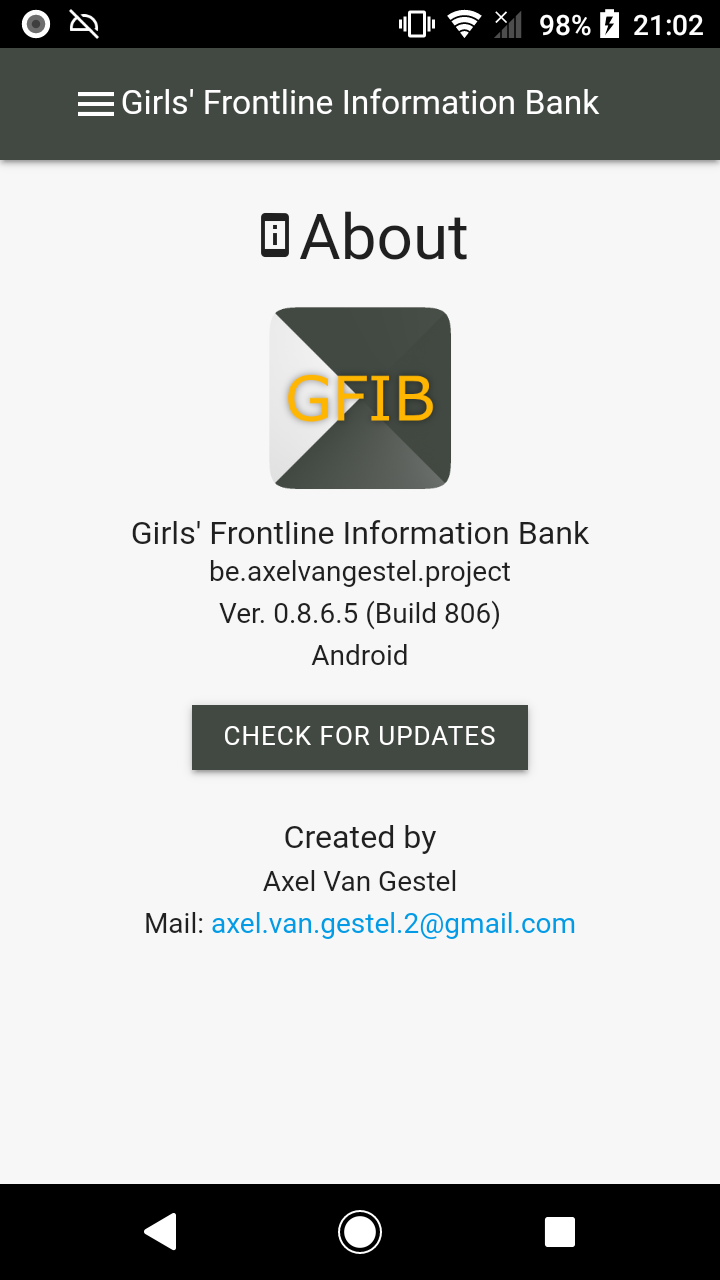 98% 21:02
Girls' Frontline Information Bank
About
GFIB
Girls' Frontline Information Bank
be.axelvangestel.project
Ver. 0.8.6.5 (Build 806)
Android
CHECK FOR UPDATES
Created by
Axel Van Gestel
Mail: axel.van.gestel.2@gmail.com